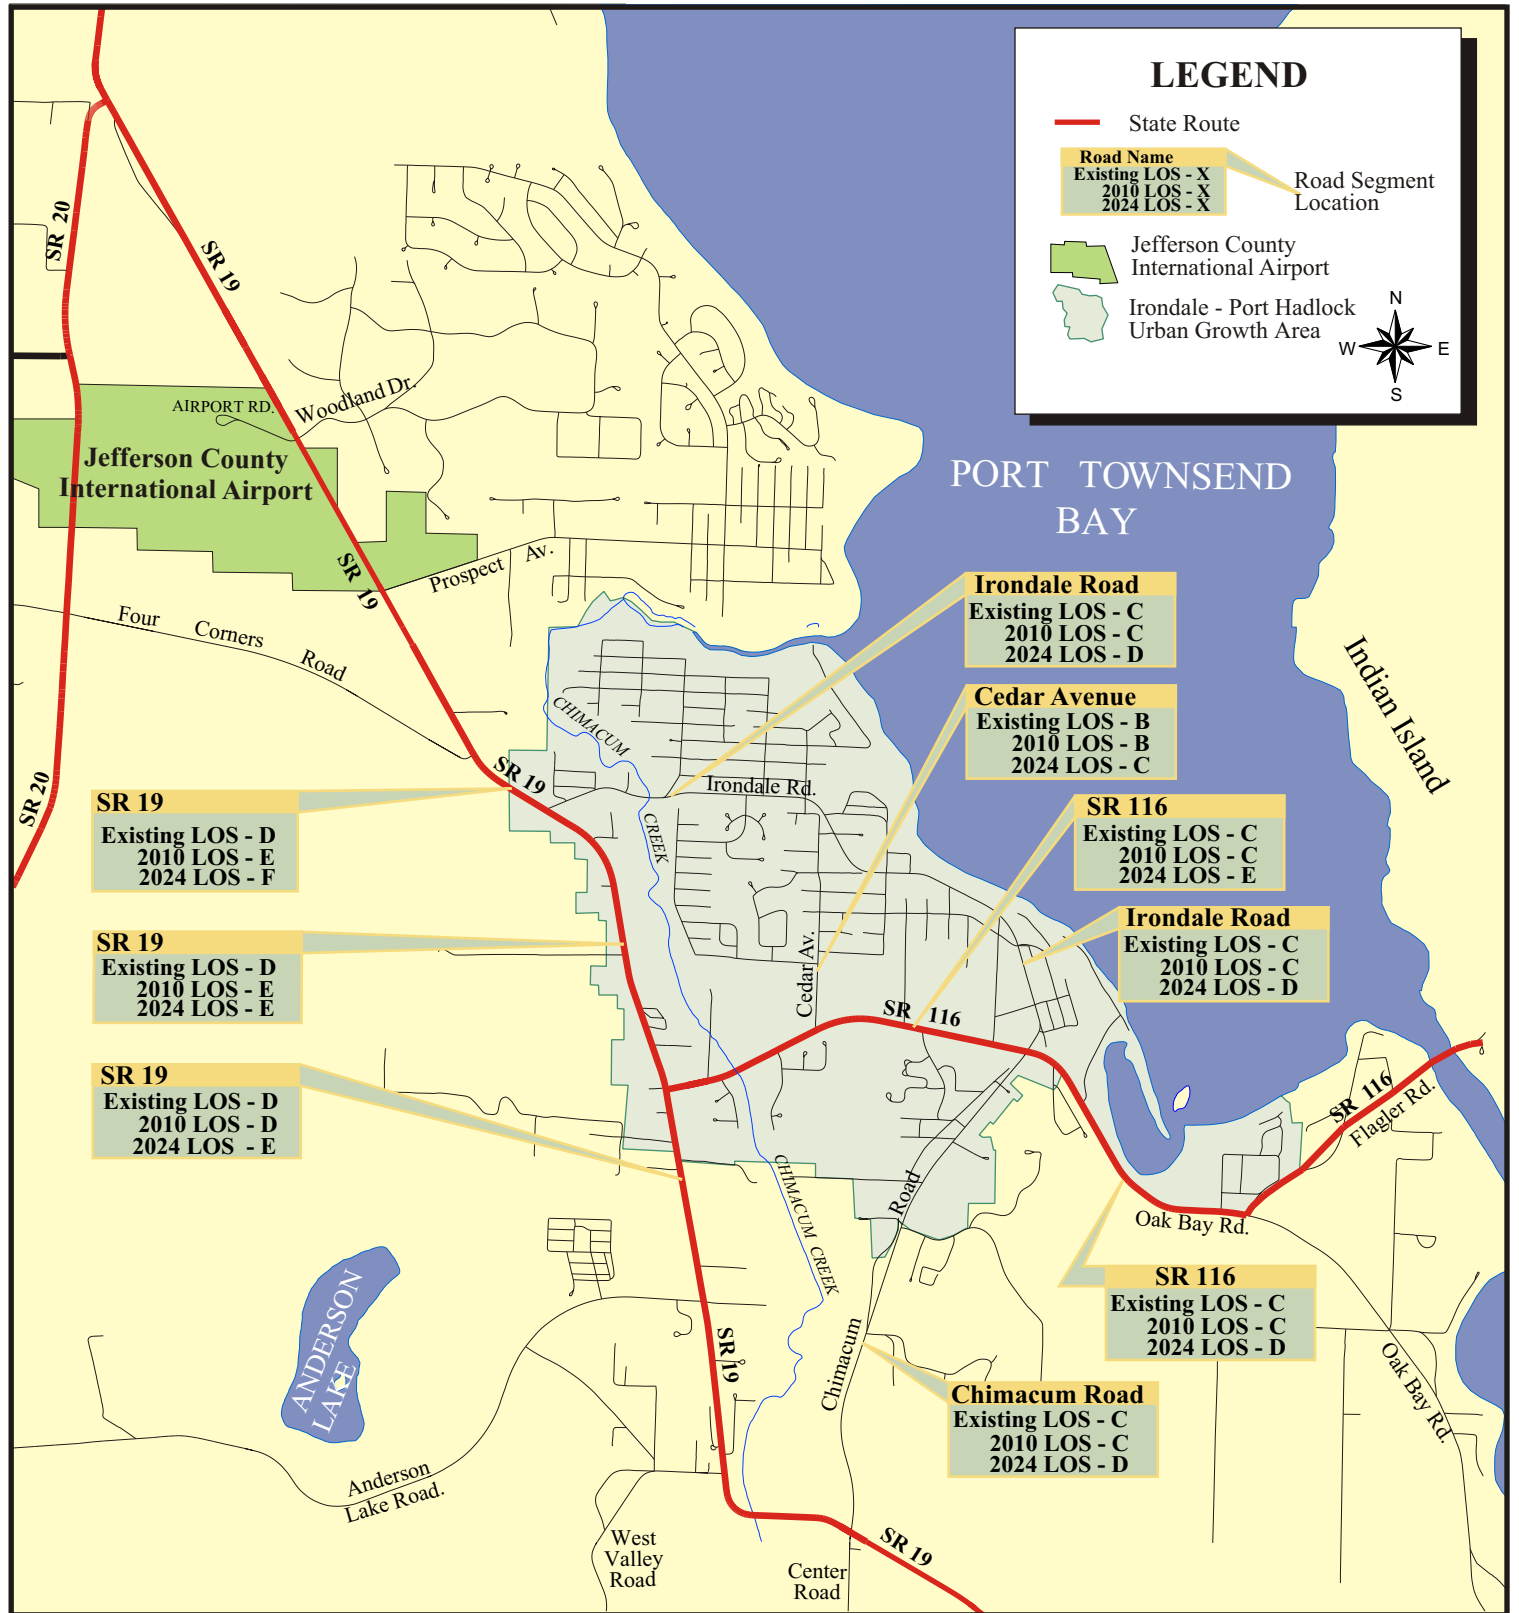 LEGEND
State Route
Road Name
Existing LOS - X
2010 LOS - X
2024 LOS - X
Road Segment
Location
Jefferson County
International Airport
Irondale - Port Hadlock
Urban Growth Area
N
W
E
S
SR 20
SR 19
AIRPORT RD.
Woodland Dr.
Jefferson County
International Airport
PORT TOWNSEND
BAY
SR 19
Prospect Av.
Four Corners Road
Irondale Road
Existing LOS - C
2010 LOS - C
2024 LOS - D
Indian Island
CHIMACUM
CREEK
Cedar Avenue
Existing LOS - B
2010 LOS - B
2024 LOS - C
SR 20
SR 19
Irondale Rd.
SR 19
Existing LOS - D
2010 LOS - E
2024 LOS - F
SR 116
Existing LOS - C
2010 LOS - C
2024 LOS - E
Irondale Road
Existing LOS - C
2010 LOS - C
2024 LOS - D
SR 19
Existing LOS - D
2010 LOS - E
2024 LOS - E
Cedar Av.
SR 116
SR 19
Existing LOS - D
2010 LOS - D
2024 LOS - E
SR 116
Flagler Rd.
CHIMACUM CREEK
Road
Oak Bay Rd.
SR 116
Existing LOS - C
2010 LOS - C
2024 LOS - D
ANDERSON
LAKE
SR 19
Chimacum
Oak Bay Rd.
Chimacum Road
Existing LOS - C
2010 LOS - C
2024 LOS - D
Anderson
Lake Road.
West
Valley
Road
Center
Road
SR 19